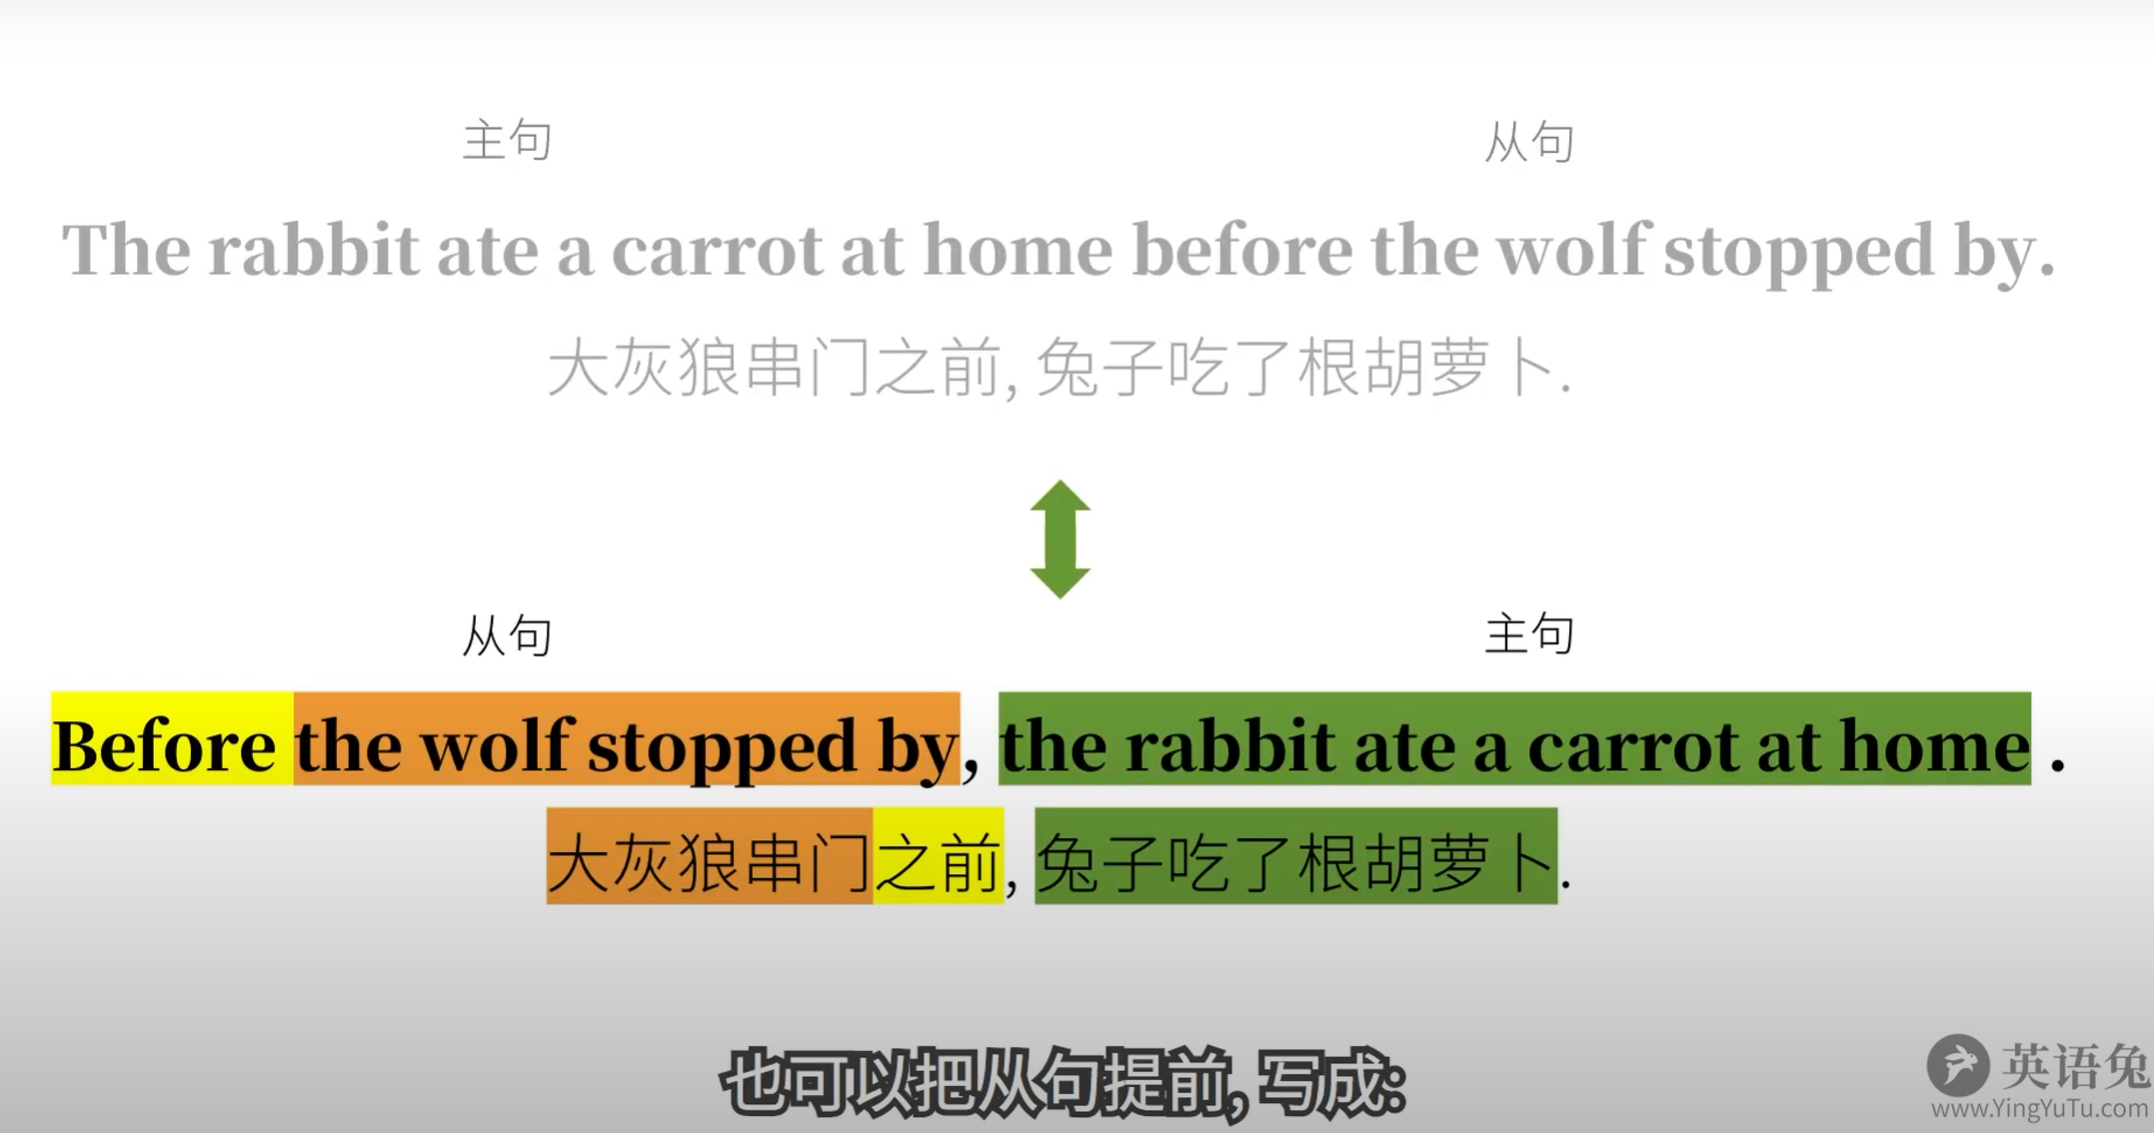 主句 从句
The rabbit ate a carrot at home before the wolf stopped by.
大灰狼串门之前, 兔子吃了根胡萝卜.
从句 主句
Before the wolf stopped by, the rabbit ate a carrot at home .
大灰狼串门之前, 兔子吃了根胡萝卜.
也可以把从句提前, 写成:
英语兔
www.YingYuTu.com